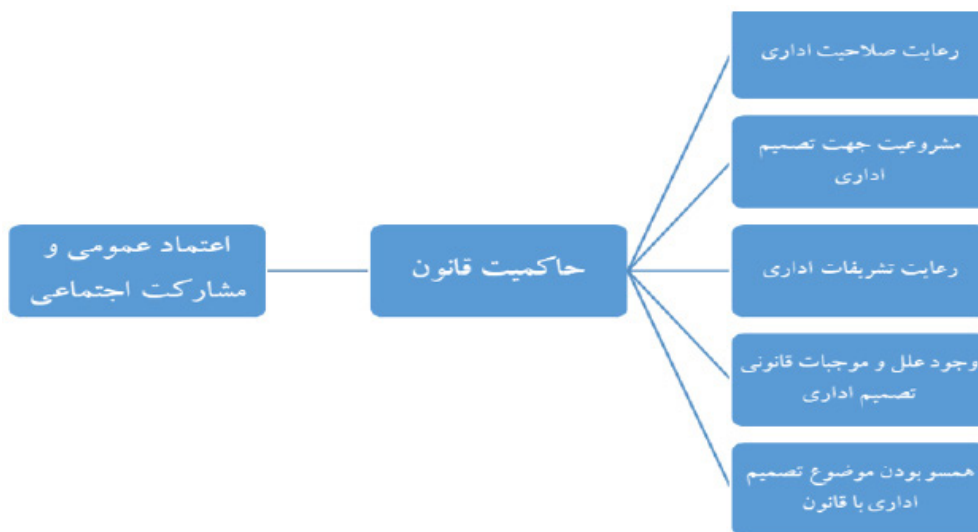 رعایت صلاحیت اداری
مشروعیت جهت تصمیم
اداری
رعایت تشریفات اداری
وجود علل و موجبات قانونی
تصمیم اداری
همسو بودن موضوع تصمیم
اداری با قانون
حاکمیت قانون
اعتماد عمومی و
مشارکت اجتماعی